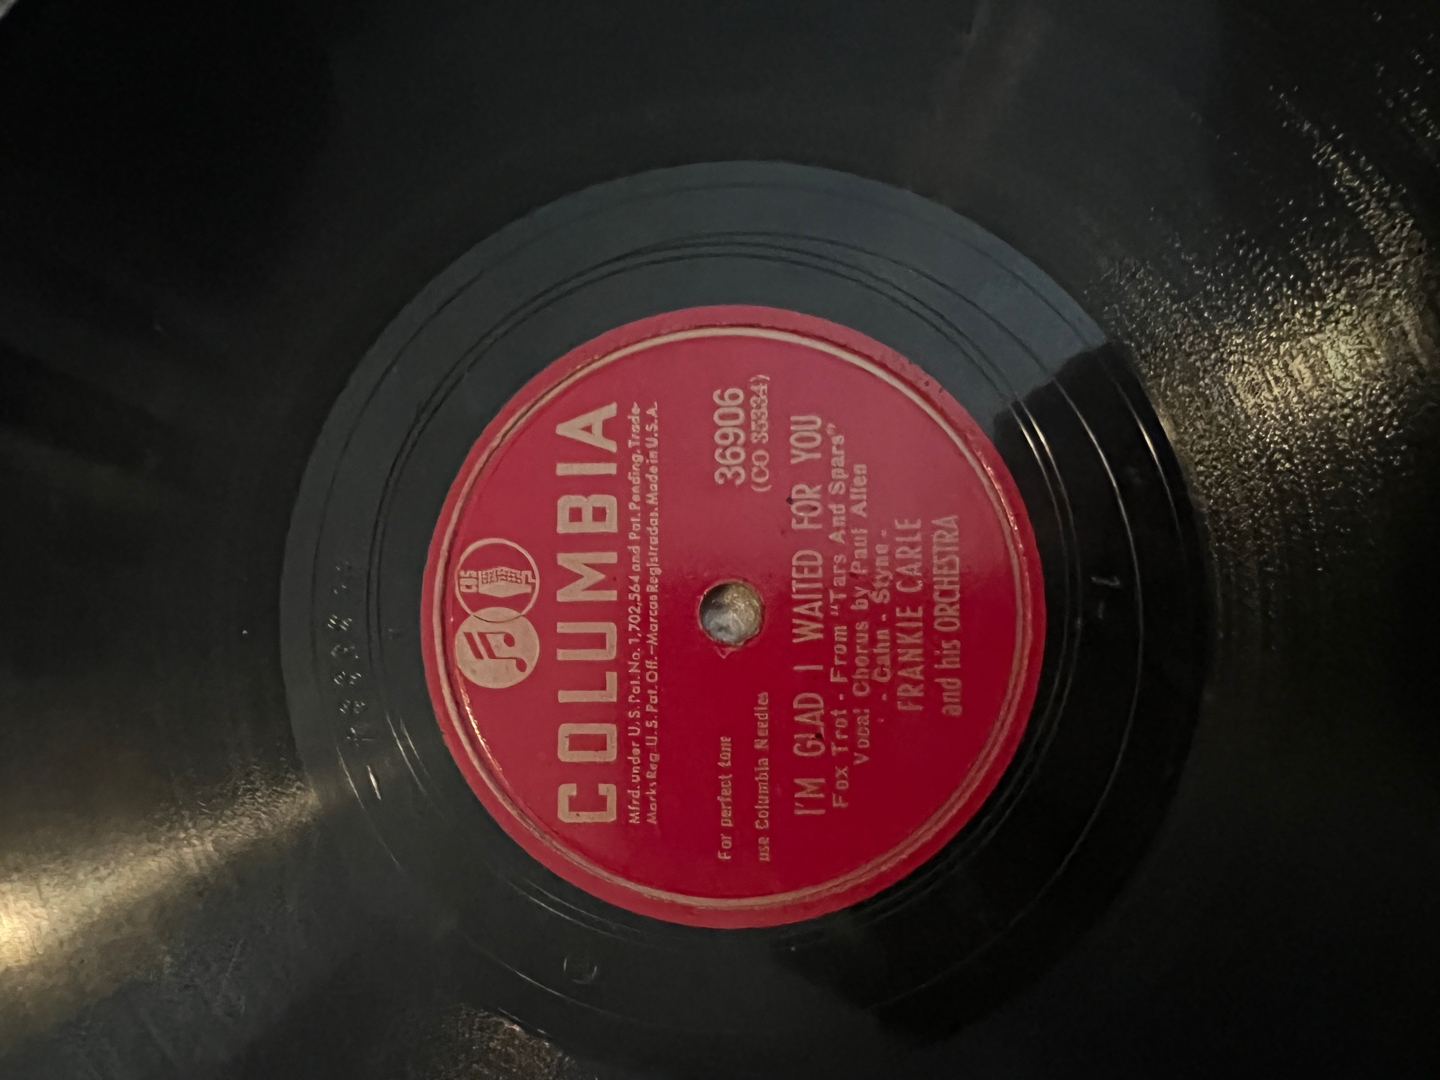 CBS
COLUMBIA
Mfrd. under U.S. Pat. No. 1,702,564 and Pat. Pending. Trade-
Marks Reg. U.S. Pat. Off.—Marcas Registradas. Made in U.S.A.
36906
(CO 35334)
For perfect tone
use Columbia Needles
I'M GLAD I WAITED FOR YOU
Fox Trot - From "Tars And Spars"
Vocal Chorus by Paul Allen
- Cahn - Styne -
FRANKIE CARLE
and his ORCHESTRA